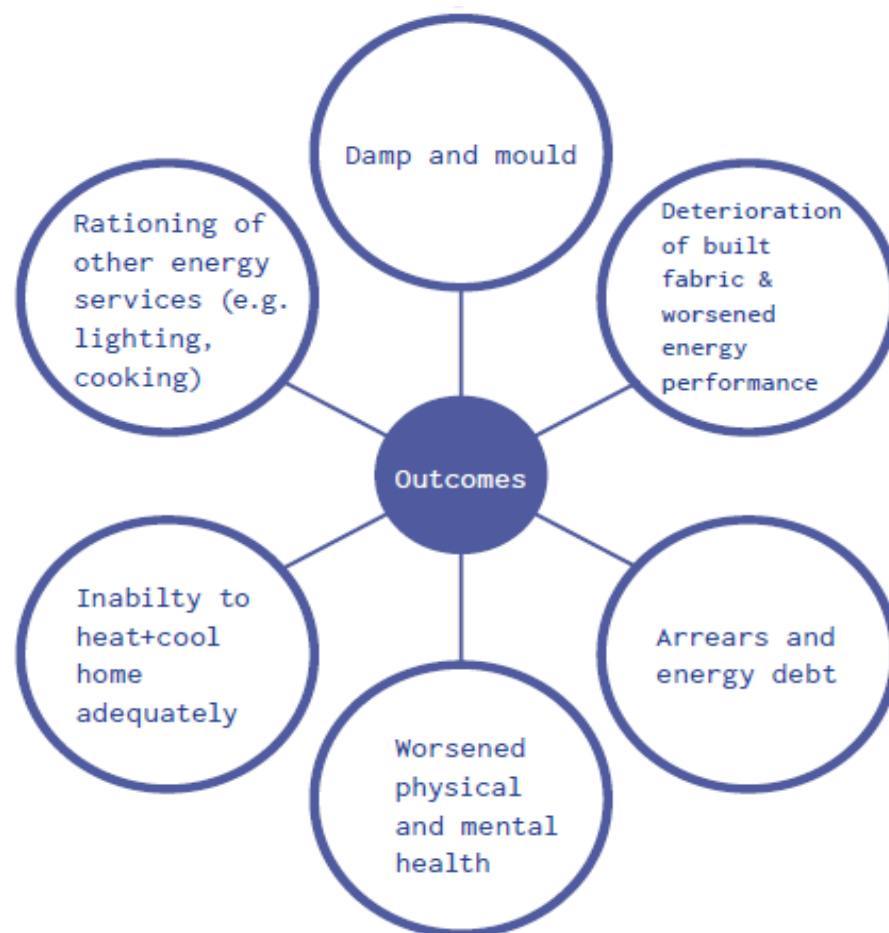 Damp and mould
Rationing of
other energy
services (e.g.
lighting,
cooking)
Deterioration
of built
fabric &
worsened
energy
performance
Outcomes
Inabilty to
heat+cool
home
adequately
Arrears and
energy debt
Worsened
physical
and mental
health